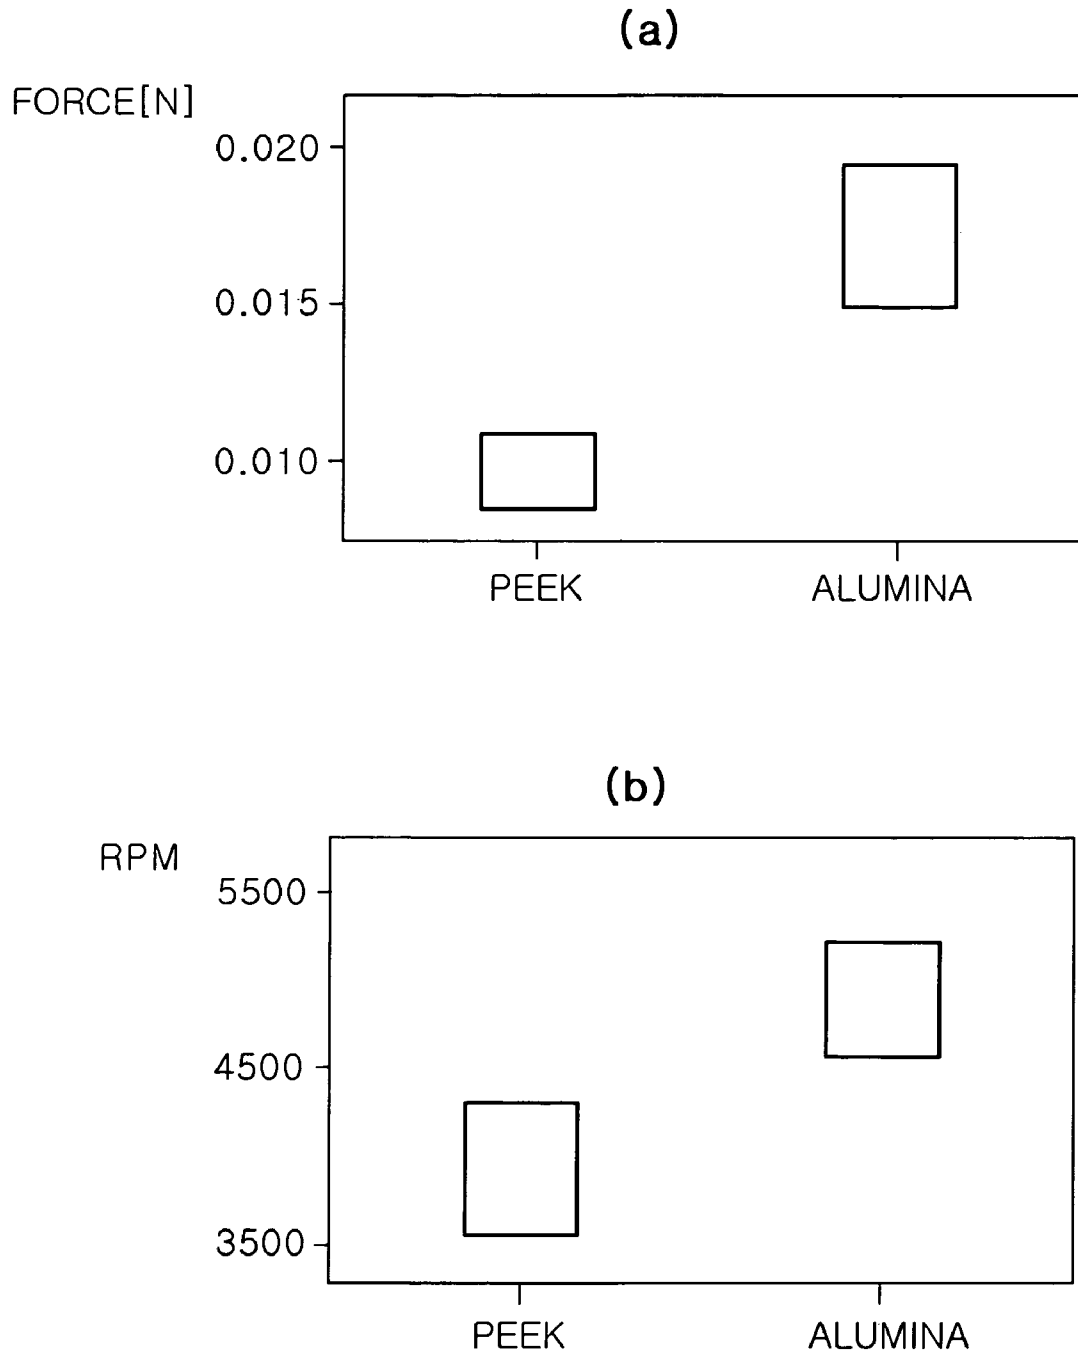 (a)
FORCE[N]
0.020
0.015
0.010
PEEK ALUMINA
(b)
RPM
5500
4500
3500
PEEK ALUMINA